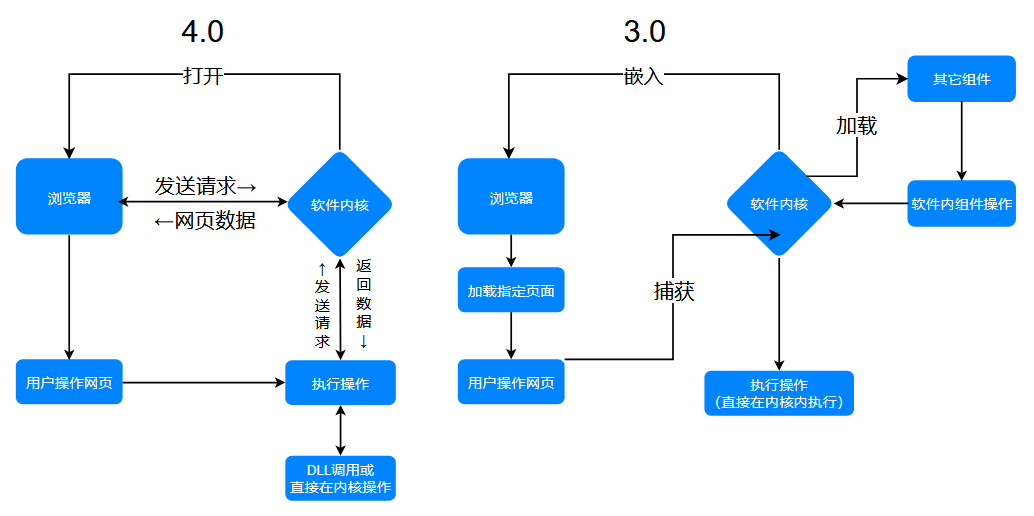 4.0
打开
浏览器
发送请求→
←网页数据
软件内核
↑发送请求
返回数据↓
用户操作网页
执行操作
DLL调用或
直接在内核操作
3.0
嵌入
其它组件
加载
浏览器
软件内核
软件内组件操作
加载指定页面
捕获
用户操作网页
执行操作
（直接在内核内执行）